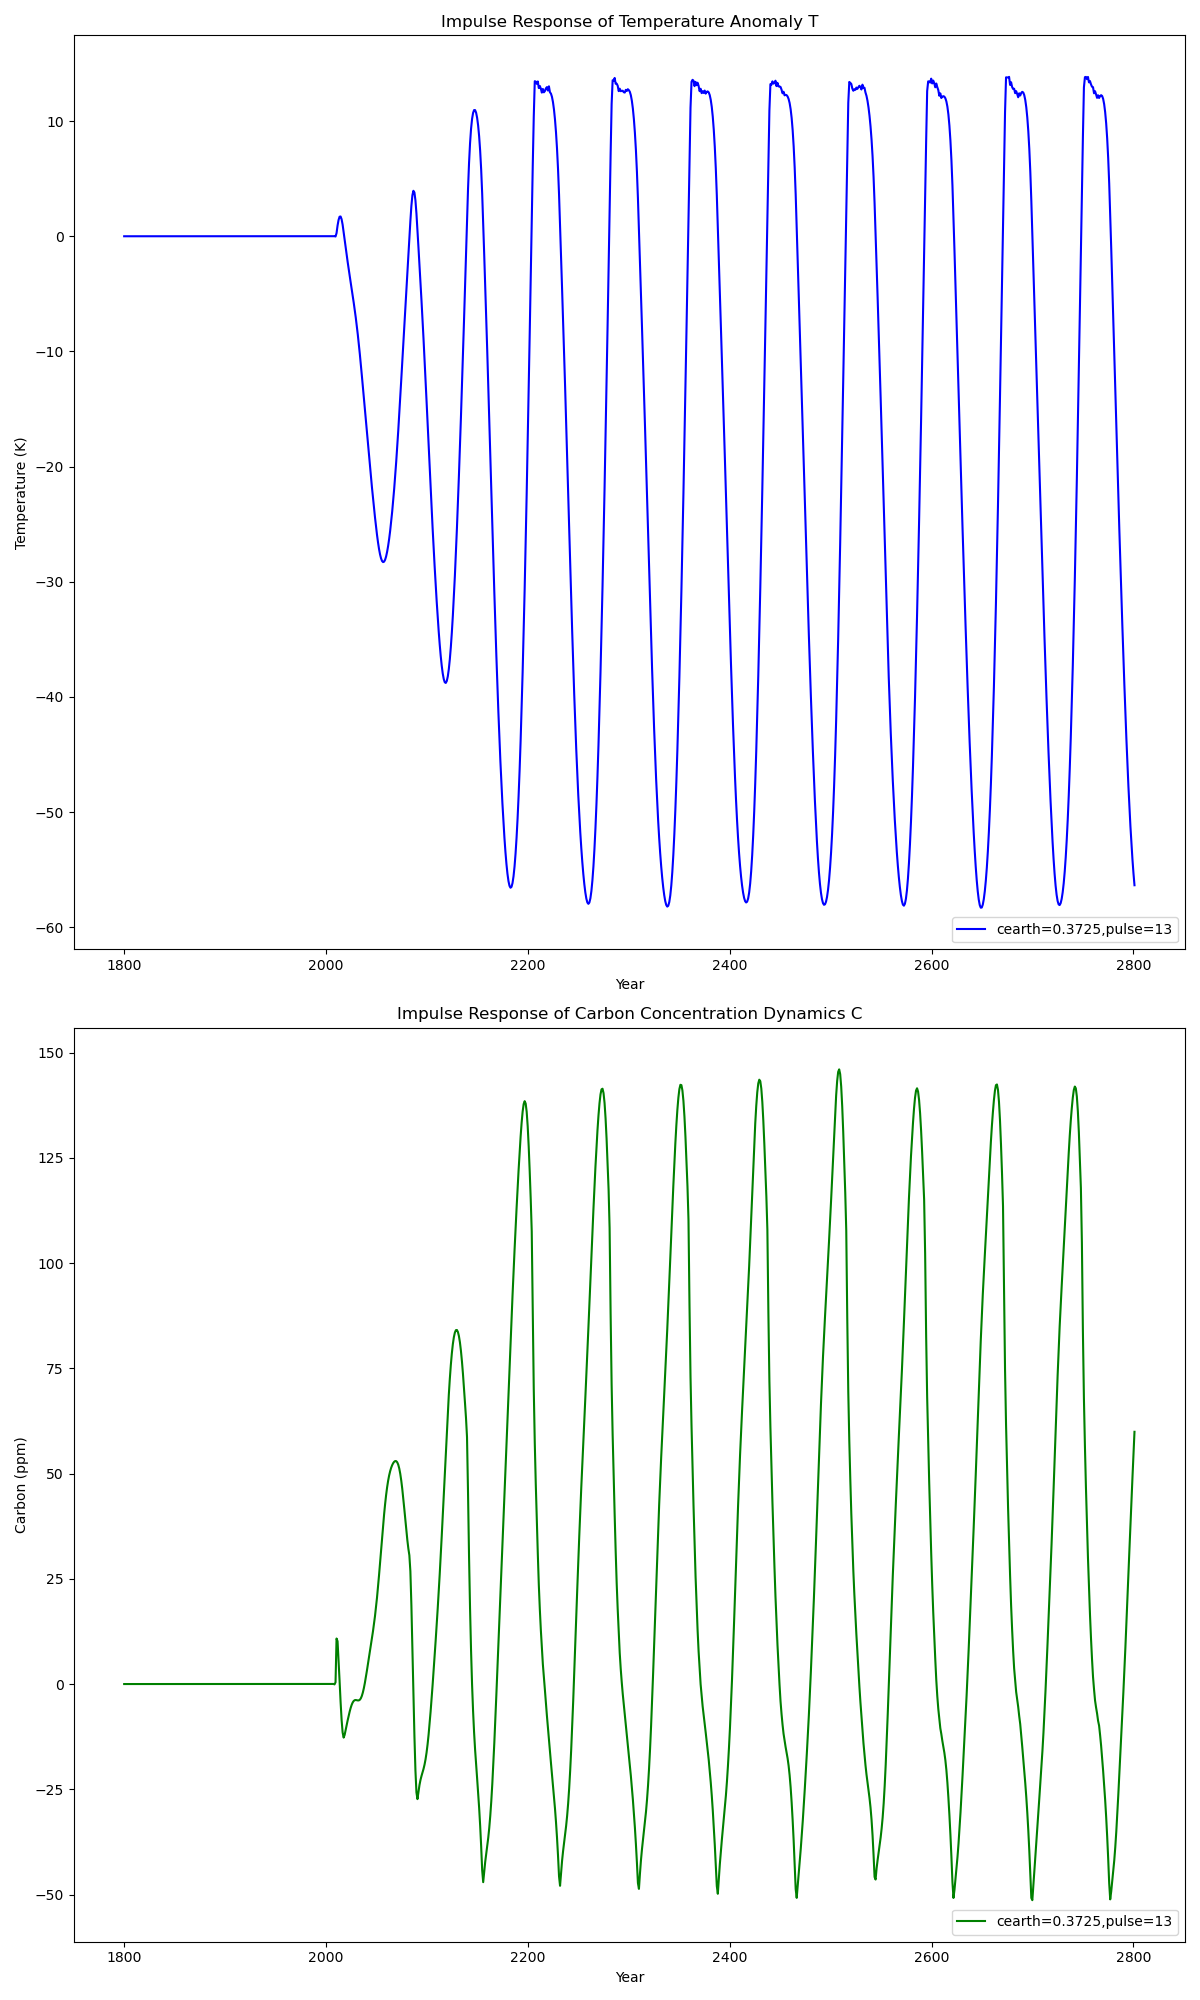 Impulse Response of Temperature Anomaly T
10
0
−10
−20
−30
−40
−50
−60
Temperature (K)
1800 2000 2200 2400 2600 2800
Year
cearth=0.3725,pulse=13
Impulse Response of Carbon Concentration Dynamics C
150
125
100
75
50
25
0
−25
−50
Carbon (ppm)
1800 2000 2200 2400 2600 2800
Year
cearth=0.3725,pulse=13